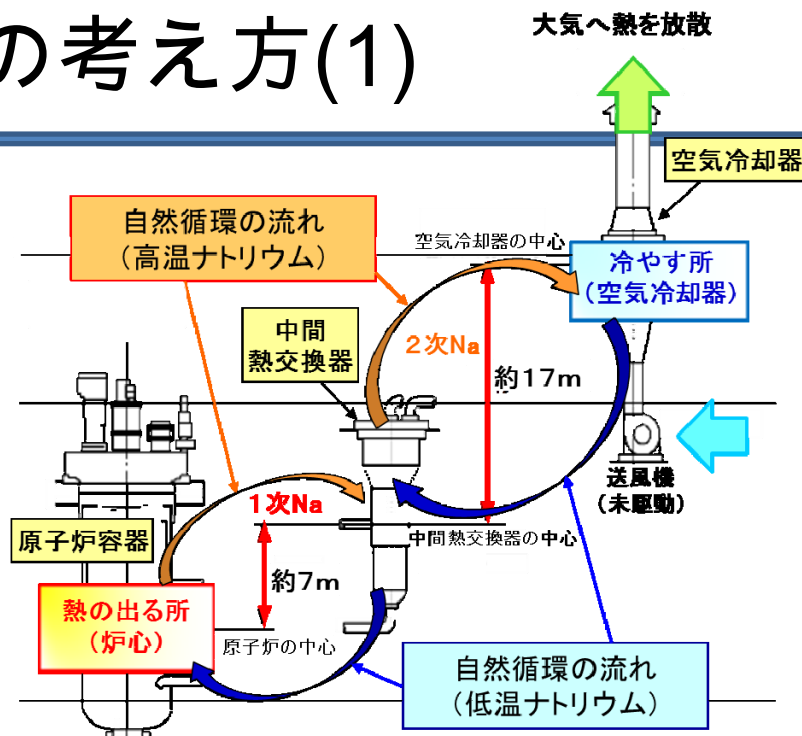 の考え方(1)
大気へ熱を放散
空気冷却器
自然循環の流れ
(高温ナトリウム)
空気冷却器の中心
冷やす所
(空気冷却器)
中間
熱交換器
2次Na
約17m
送風機
(未駆動)
1次Na
原子炉容器
中間熱交換器の中心
約7m
熱の出る所
(炉心)
原子炉の中心
自然循環の流れ
(低温ナトリウム)